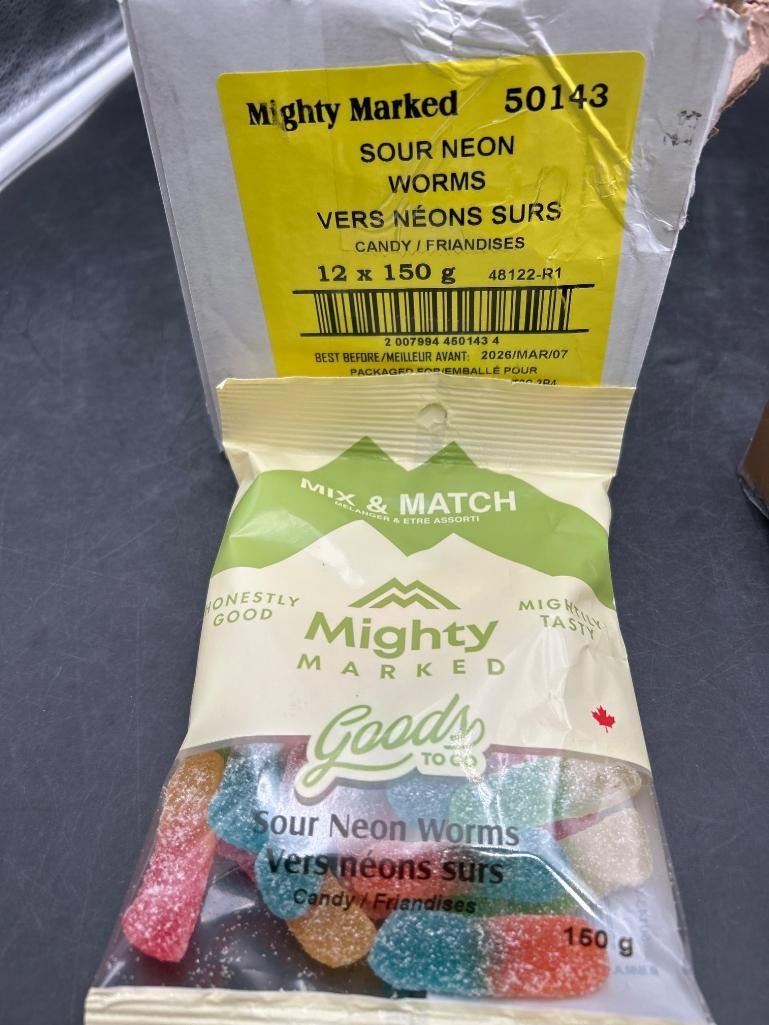 Mighty Marked 50143
SOUR NEON
WORMS
VERS NÉONS SURS
CANDY / FRIANDISES
12 x 150 g 48122-R1
2 007994 450143 4
BEST BEFORE/MEILLEUR AVANT: 2026/MAR/07
PACKAGED FOR/EMBALLÉ POUR
MIX & MATCH
MELANGER & ETRE ASSORTI
HONESTLY
GOOD
MIGHTILY
TASTY
Mighty
MARKED
Goods
TO GO
Sour Neon Worms
Vers néons surs
Candy / Friandises
150 g